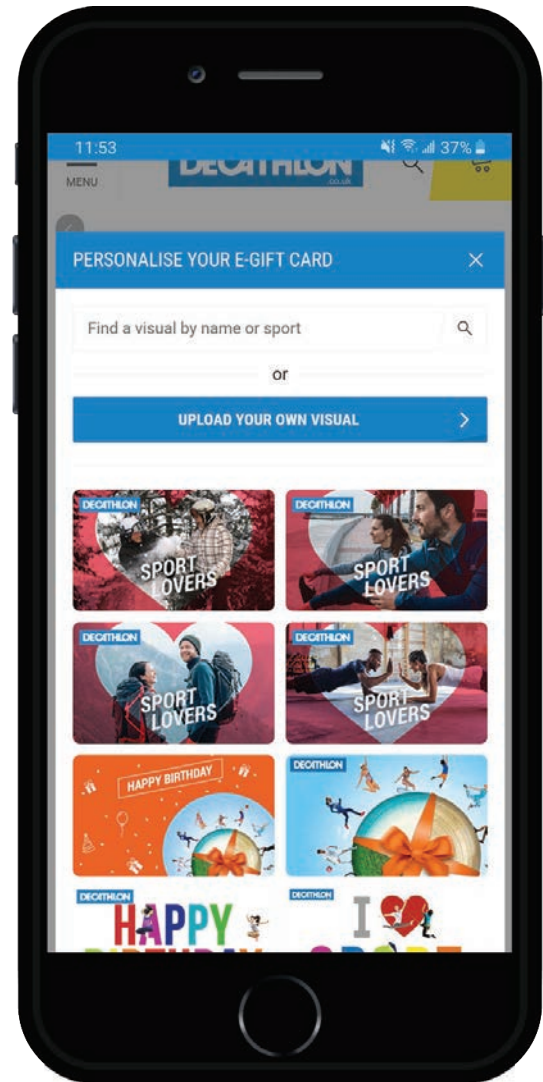 11:53
37%
MENU
DECATHLON
co.uk
PERSONALISE YOUR E-GIFT CARD
Find a visual by name or sport
or
UPLOAD YOUR OWN VISUAL
DECATHLON
SPORT
LOVERS
DECATHLON
SPORT
LOVERS
DECATHLON
SPORT
LOVERS
DECATHLON
SPORT
LOVERS
HAPPY BIRTHDAY
DECATHLON
DECATHLON
HAPPY
BIRTHDAY
DECATHLON
I
SPORT